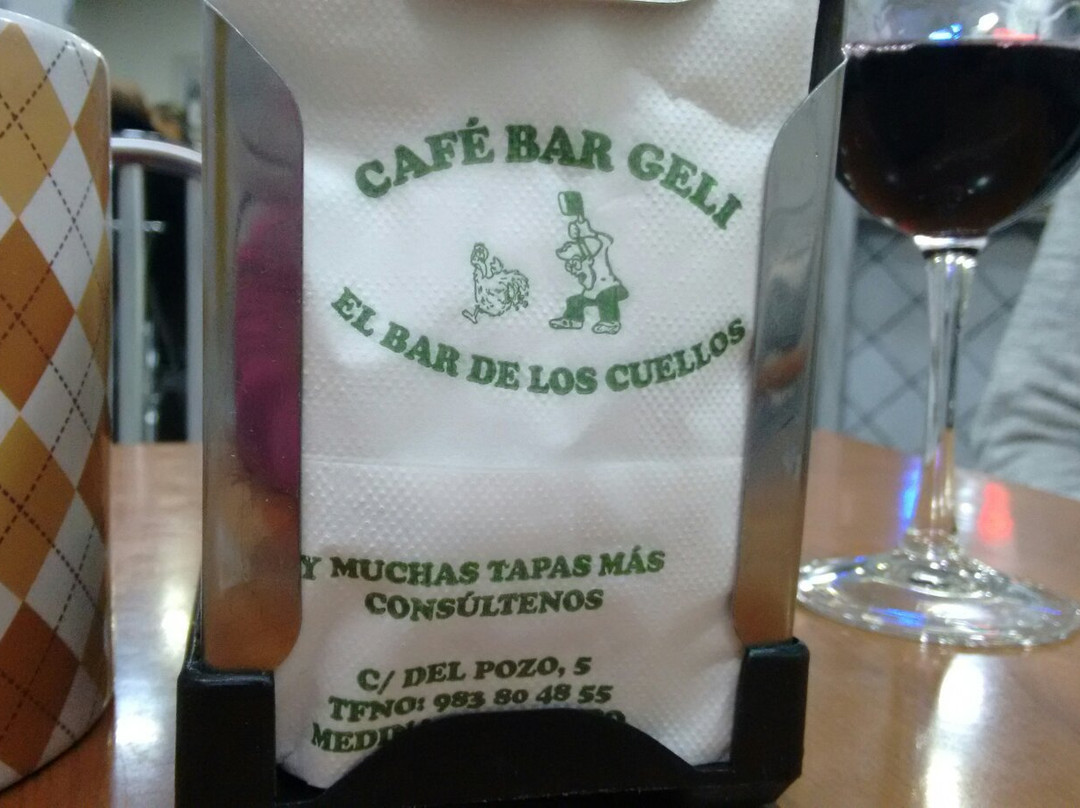 CAFÉ BAR GELI
EL BAR DE LOS CUELLOS
Y MUCHAS TAPAS MÁS
CONSÚLTENOS
C/ DEL POZO, 5
TFNO: 983 80 48 55